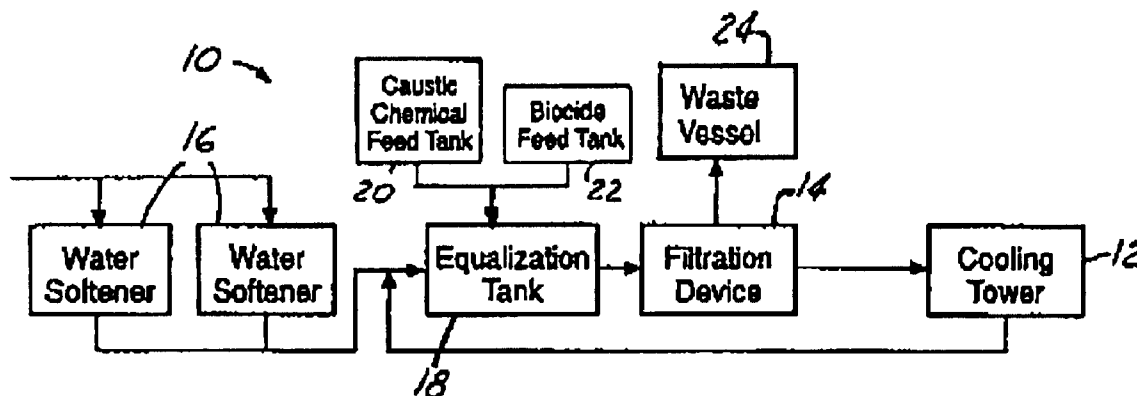 10
Caustic
Chemical
Feed Tank
20
Biocide
Feed Tank
22
24
Waste
Vessol
16
Water
Softener
Water
Softener
Equalization
Tank
18
14
Filtration
Device
Cooling
Tower
12